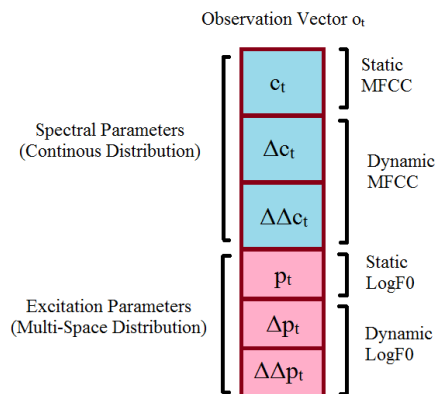 Observation Vector oₜ
Static
MFCC
cₜ
Spectral Parameters
(Continous Distribution)
Δcₜ
Dynamic
MFCC
ΔΔcₜ
Static
LogF0
pₜ
Excitation Parameters
(Multi-Space Distribution)
Δpₜ
Dynamic
LogF0
ΔΔpₜ